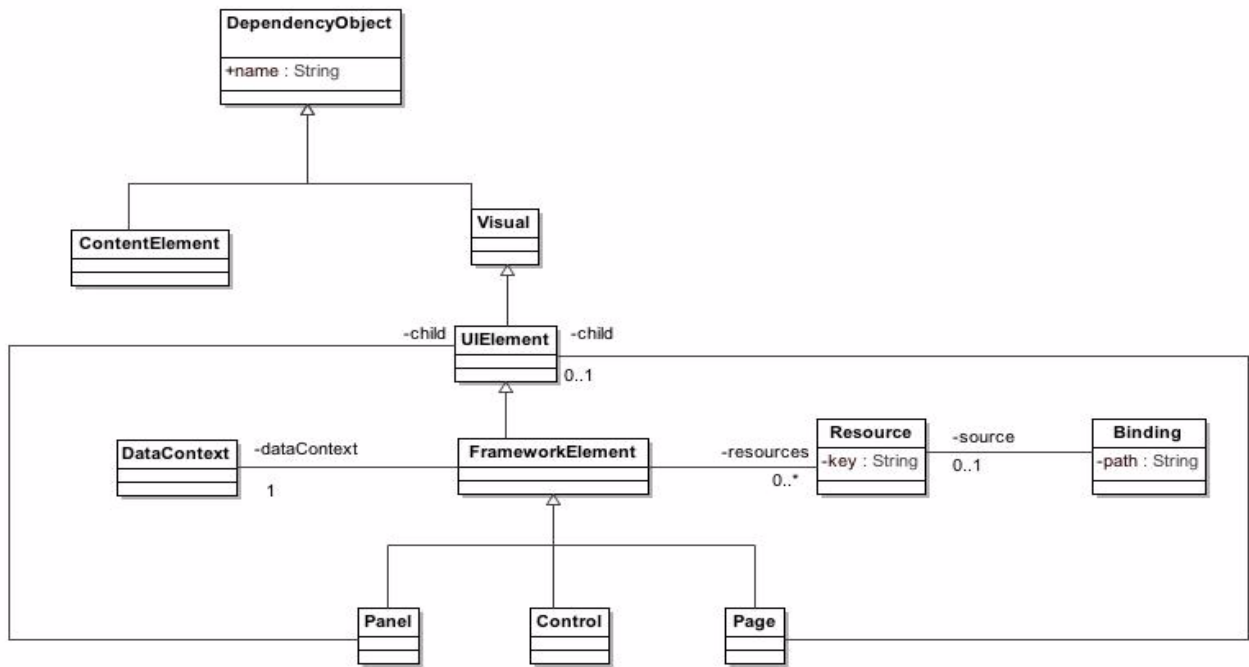 DependencyObject
+name : String
ContentElement
Visual
-child
UIElement
-child
0..1
DataContext
-dataContext
1
FrameworkElement
-resources
0..*
Resource
-key : String
-source
0..1
Binding
-path : String
Panel
Control
Page